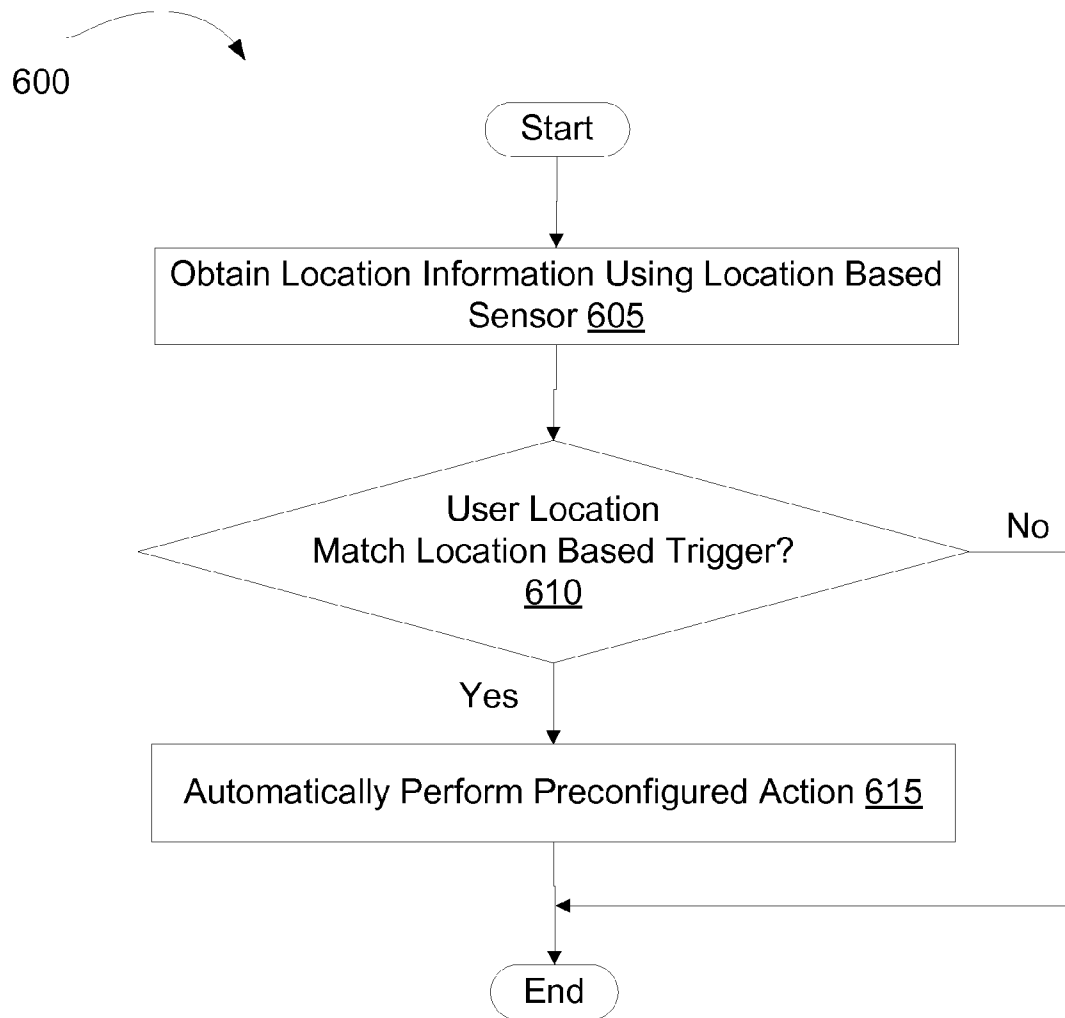 600
Start
Obtain Location Information Using Location Based
Sensor 605
User Location
Match Location Based Trigger?
610
No
Yes
Automatically Perform Preconfigured Action 615
End